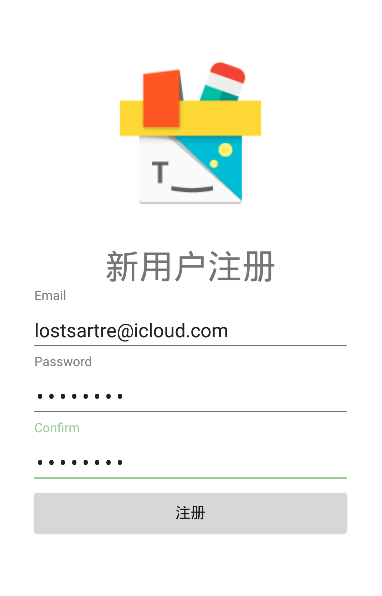 T
新用户注册
Email
lostsartre@icloud.com
Password
••••••••
Confirm
••••••••
注册